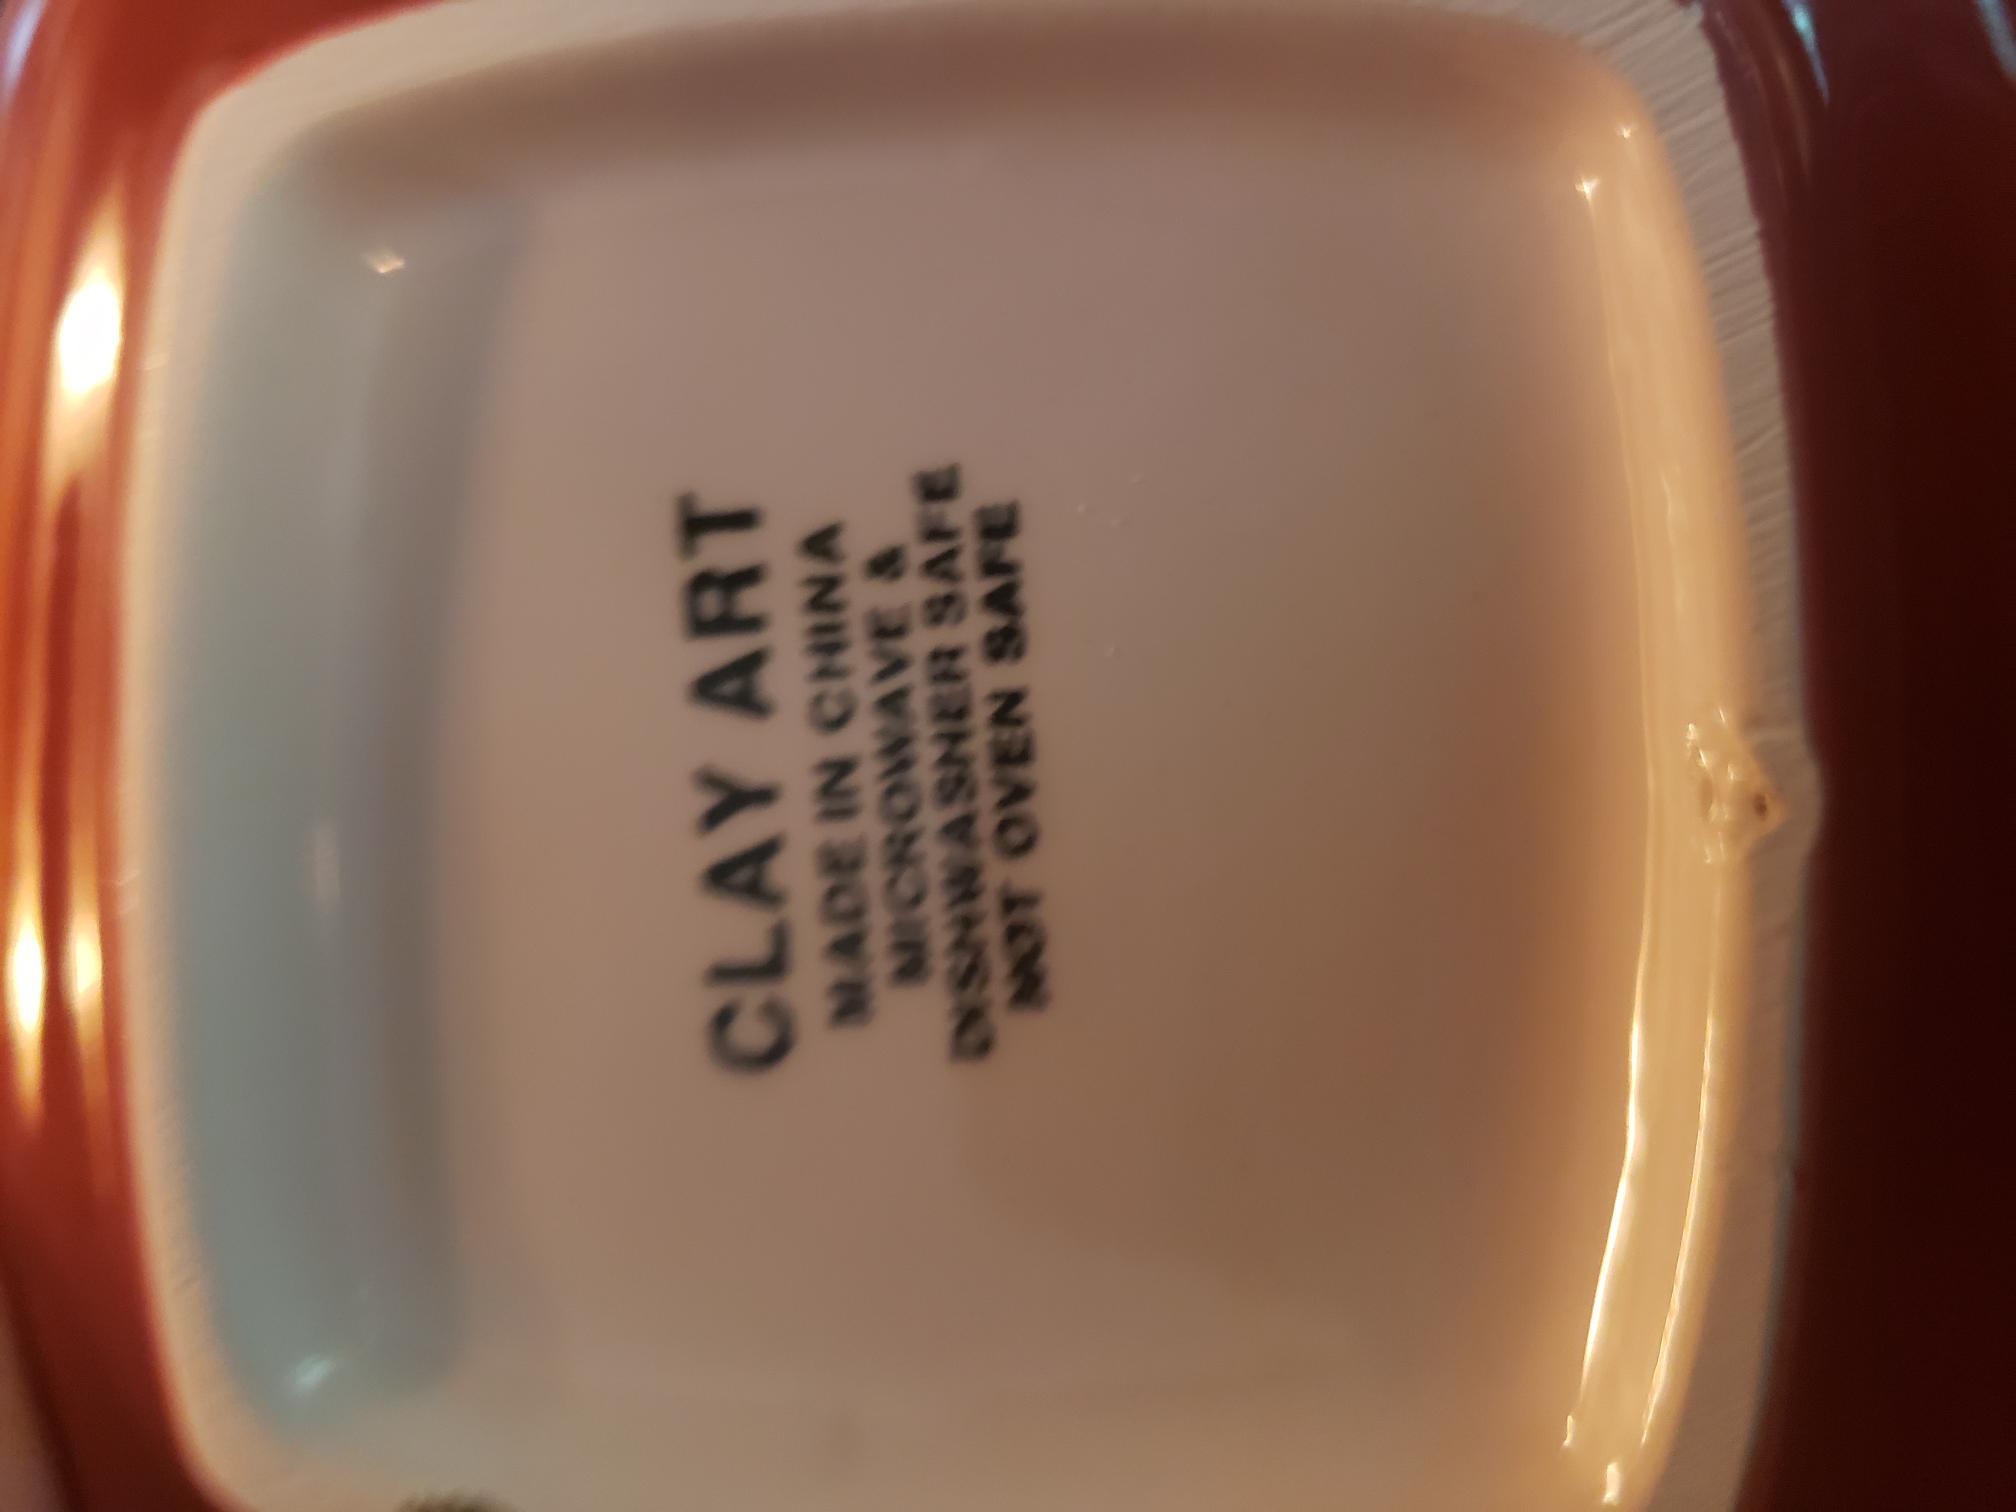 CLAY ART
MADE IN CHINA
MICROWAVE &
DISHWASHER SAFE
NOT OVEN SAFE